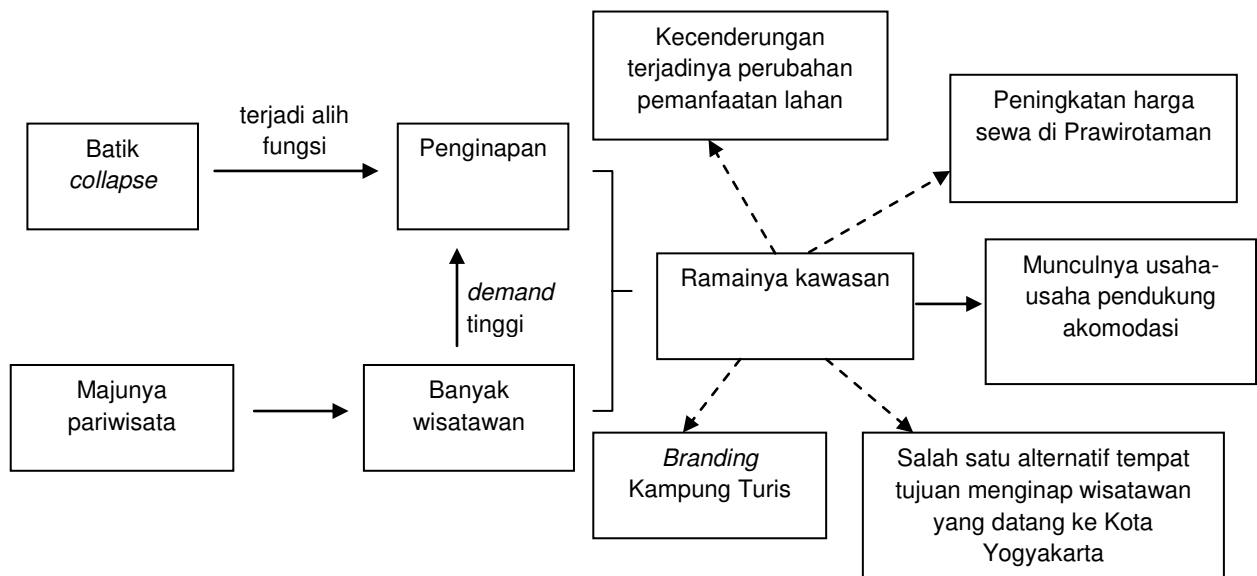 Kecenderungan
terjadinya perubahan
pemanfaatan lahan
Peningkatan harga
sewa di Prawirotaman
terjadi alih
fungsi
Batik
collapse
Penginapan
demand
tinggi
Ramainya kawasan
Munculnya usaha-
usaha pendukung
akomodasi
Majunya
pariwisata
Banyak
wisatawan
Branding
Kampung Turis
Salah satu alternatif tempat
tujuan menginap wisatawan
yang datang ke Kota
Yogyakarta